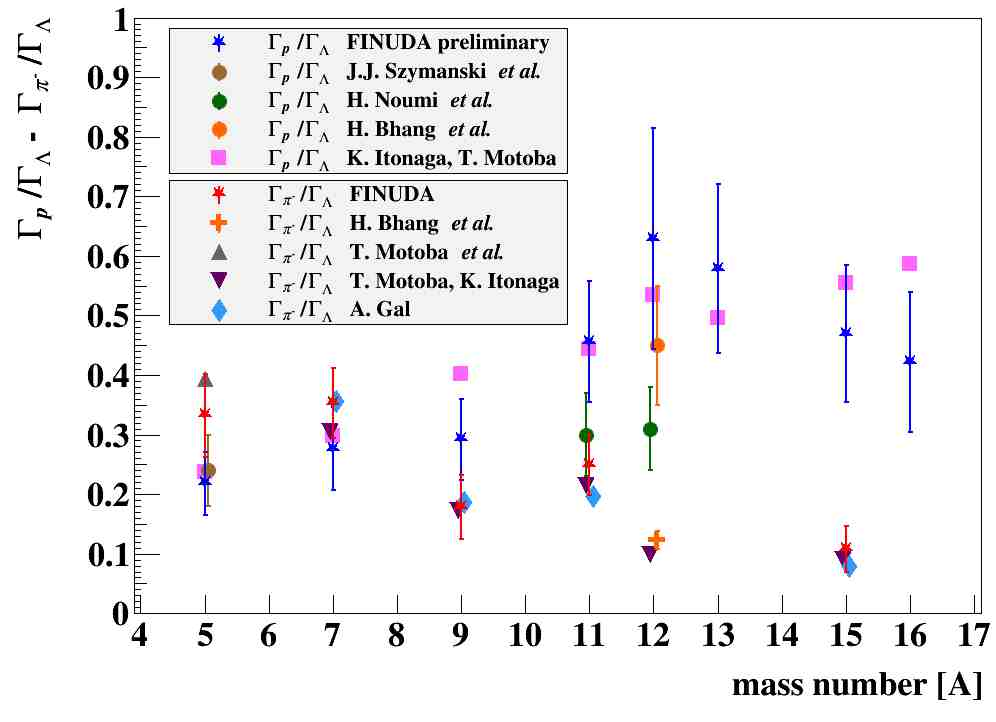 Γp /ΓΛ - Γπ- /ΓΛ
1
0.9
0.8
0.7
0.6
0.5
0.4
0.3
0.2
0.1
0
Γp /ΓΛ FINUDA preliminary
Γp /ΓΛ J.J. Szymanski et al.
Γp /ΓΛ H. Noumi et al.
Γp /ΓΛ H. Bhang et al.
Γp /ΓΛ K. Itonaga, T. Motoba
Γπ- /ΓΛ FINUDA
Γπ- /ΓΛ H. Bhang et al.
Γπ- /ΓΛ T. Motoba et al.
Γπ- /ΓΛ T. Motoba, K. Itonaga
Γπ- /ΓΛ A. Gal
4 5 6 7 8 9 10 11 12 13 14 15 16 17
mass number [A]